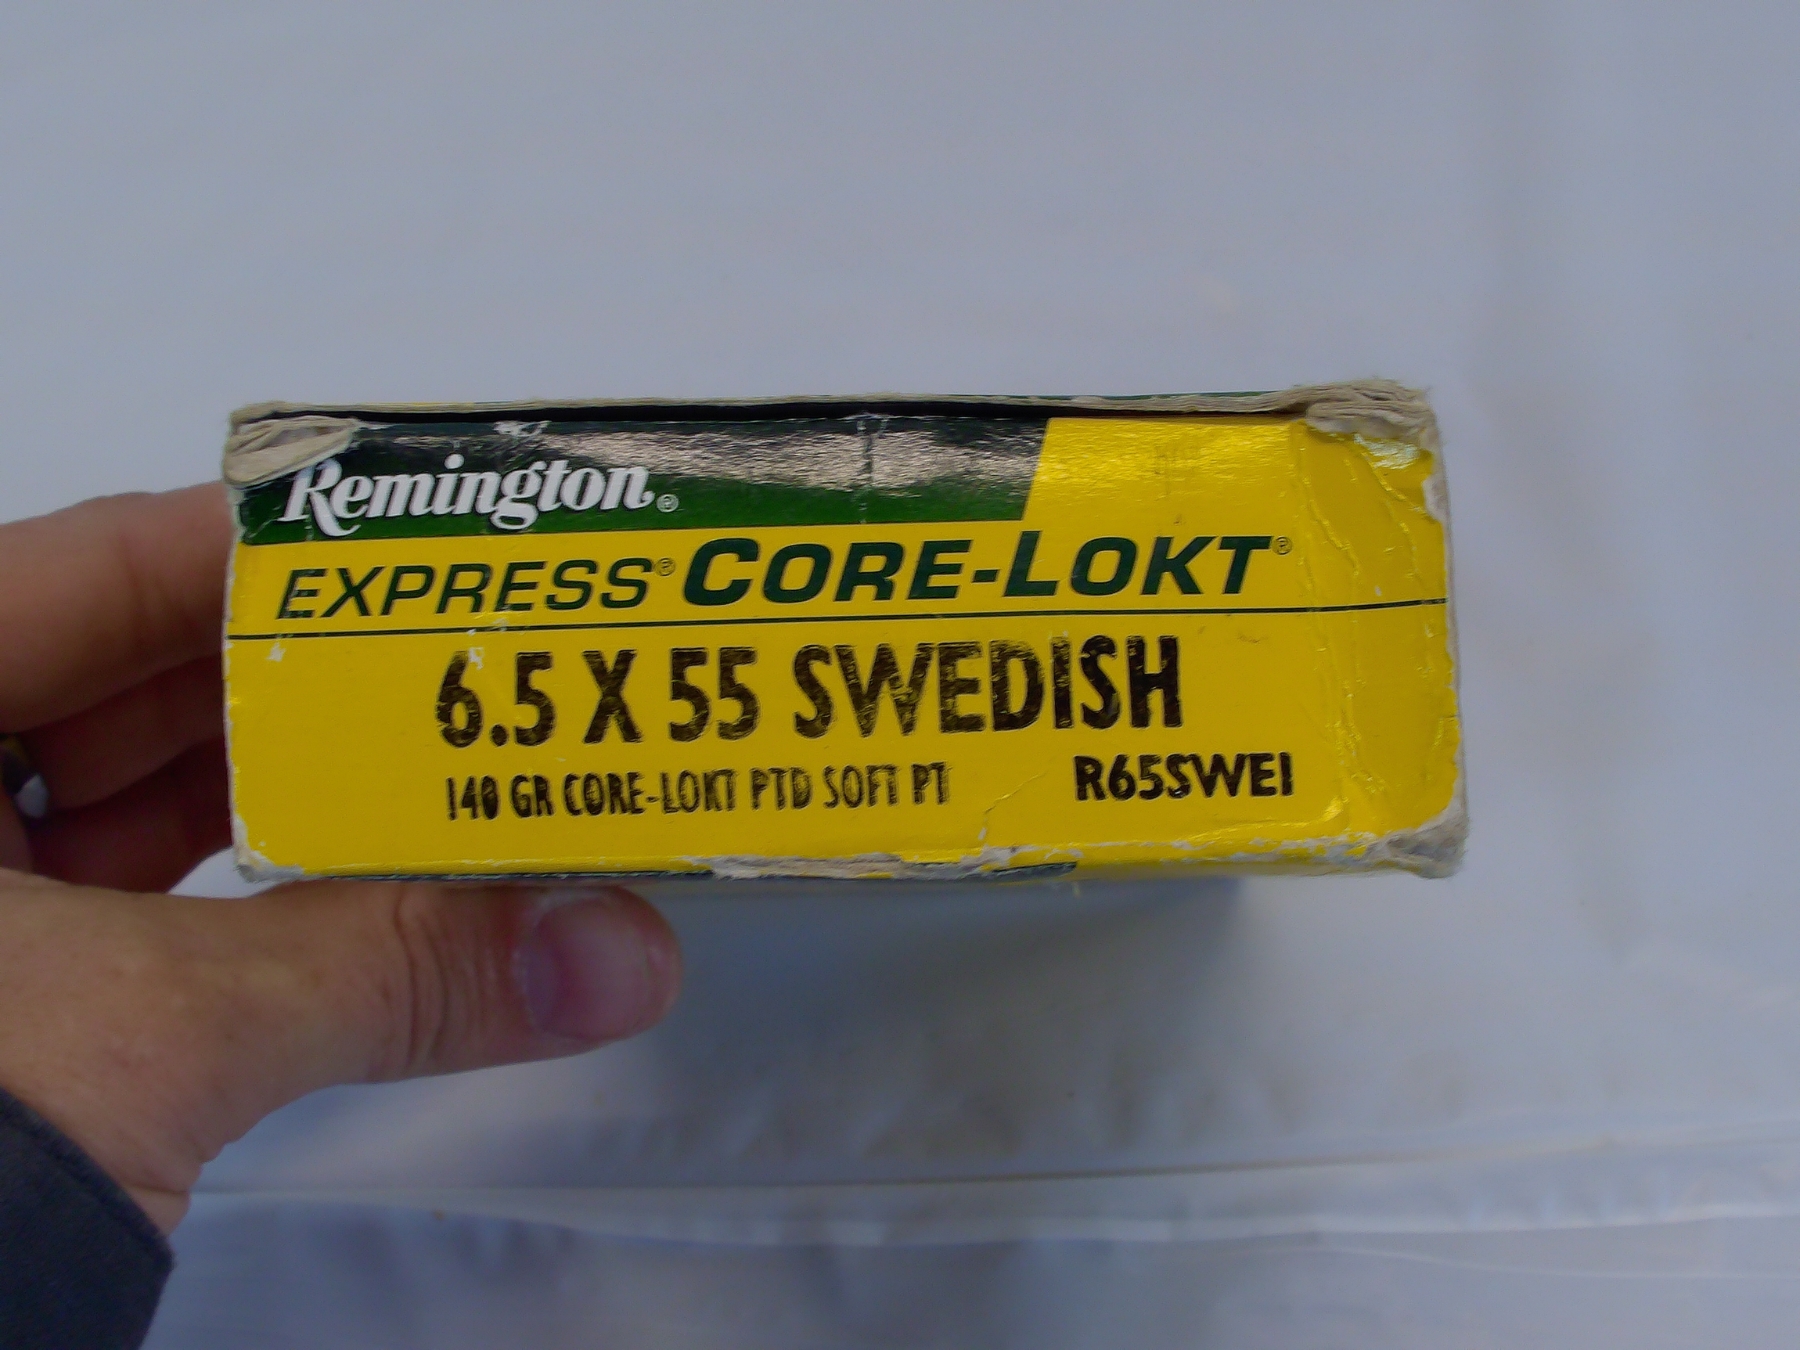 Remington®
EXPRESS® CORE-LOKT®
6.5 X 55 SWEDISH
140 GR CORE-LOKT PTD SOFT PT R65SWE1